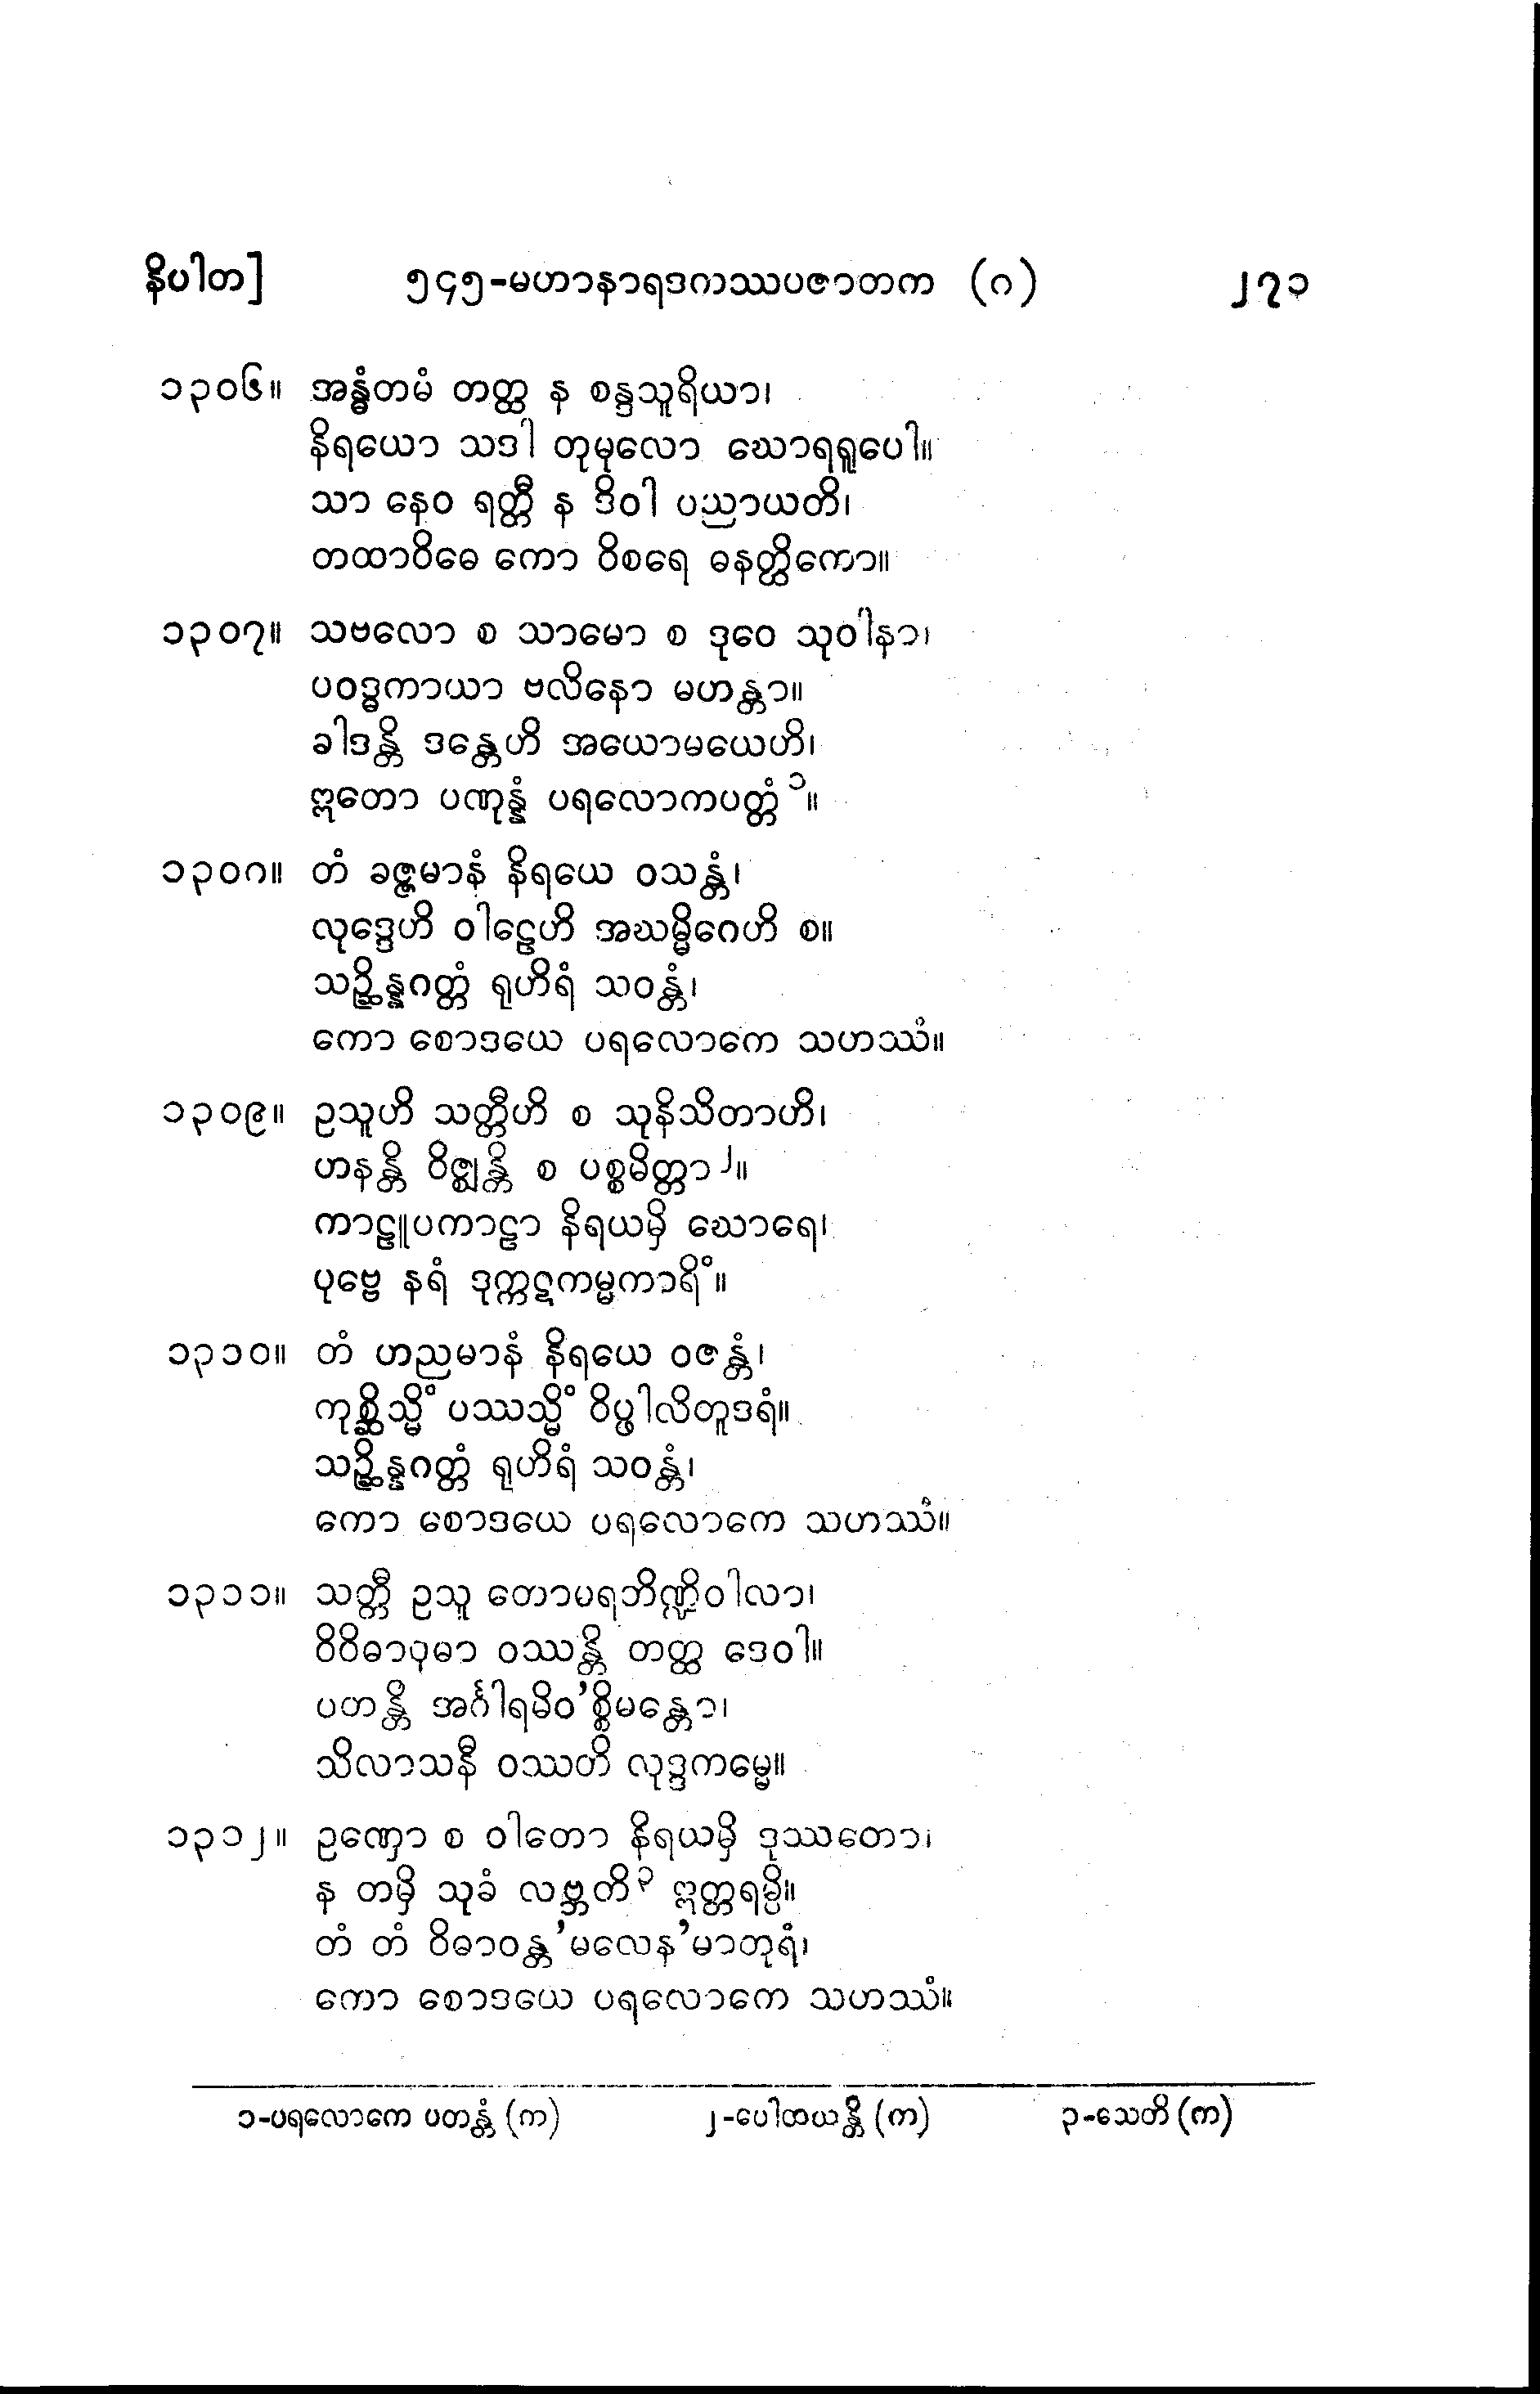 နိပါတ]	၅၄၅-မဟာနာရဒကဿပဇာတက (ဂ)	၂၇၁
၁၃၀၆။ အန္ဓံတမံ တတ္ထ န စန္ဒသူရိယာ၊
နိရယော သဒါ တုမုလော ဃောရရူပေါ။
သာ နေဝ ရတ္တီ န ဒိဝါ ပညာယတိ၊
တထာဝိဓေ ကော ဝိစရေ ဓနတ္ထိကော။
၁၃၀၇။ သဗလော စ သာမော စ ဒုဝေ သုဝါနာ၊
ပဝဒ္ဓကာယာ ဗလိနော မဟန္တာ။
ခါဒန္တိ ဒန္တေဟိ အယောမယေဟိ၊
ဣတော ပဏုန္နံ ပရလောကပတ္တံ ၁။
၁၃၀၈။ တံ ခဇ္ဇမာနံ နိရယေ ဝသန္တံ၊
လုဒ္ဒေဟိ ဝါဠေဟိ အဃမ္မိဂေဟိ စ။
သဉ္ဆိန္နဂတ္တံ ရုဟိရံ သဝန္တံ၊
ကော စောဒယေ ပရလောကေ သဟဿံ။
၁၃၀၉။ ဥသူဟိ သတ္တီဟိ စ သုနိသိတာဟိ၊
ဟနန္တိ ဝိဇ္ဈန္တိ စ ပစ္စမိတ္တာ ၂။
ကာဠူပကာဠာ နိရယမှိ ဃောရေ၊
ပုဗ္ဗေ နရံ ဒုက္ကဋကမ္မကာရိံ။
၁၃၁၀။ တံ ဟညမာနံ နိရယေ ဝဇန္တံ၊
ကုစ္ဆိသ္မိံ ပဿသ္မိံ ဝိပ္ဖါလိတူဒရံ။
သဉ္ဆိန္နဂတ္တံ ရုဟိရံ သဝန္တံ၊
ကော စောဒယေ ပရလောကေ သဟဿံ။
၁၃၁၁။ သတ္တီ ဥသူ တောမရဘိဏ္ဍိဝါလာ၊
ဝိဝိဓာဝုဓာ ဝဿန္တိ တတ္ထ ဒေဝါ။
ပတန္တိ အင်္ဂါရမိဝ’စ္စိမန္တော၊
သိလာသနီ ဝဿတိ လုဒ္ဒကမ္မေ။
၁၃၁၂။ ဥဏှော စ ဝါတော နိရယမှိ ဒုဿဟော၊
န တမှိ သုခံ လဗ္ဘတိ ၃ ဣတ္တရမ္ပိ။
တံ တံ ဝိဓာဝန္တ’မလေန’မာတုရံ၊
ကော စောဒယေ ပရလောကေ သဟဿံ။
၁-ပရလောကေ ပတန္တံ (က)	၂-ပေါထယန္တိ (က)	၃-သေတိ (က)